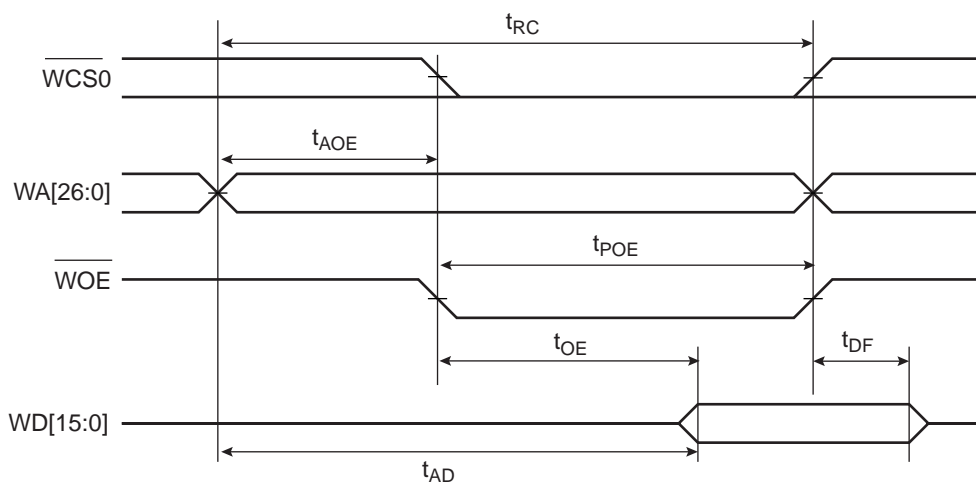 tRC
WCS0
tAOE
WA[26:0]
tPOE
WOE
tOE
tDF
WD[15:0]
tAD